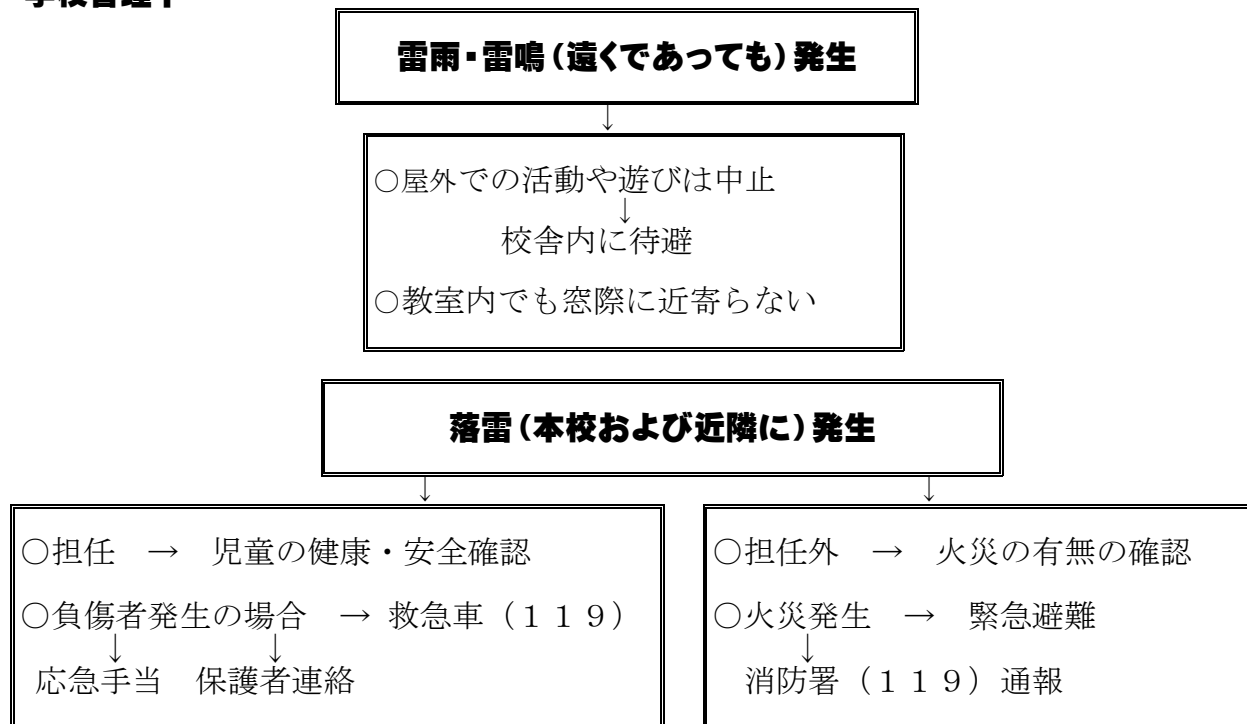 雷雨・雷鳴（遠くであっても）発生
↓
○屋外での活動や遊びは中止
↓
校舎内に待避
○教室内でも窓際に近寄らない
落雷（本校および近隣に）発生
↓ ↓
○担任 → 児童の健康・安全確認
○負傷者発生の場合 → 救急車（１１９）
↓ ↓
応急手当 保護者連絡
○担任外 → 火災の有無の確認
○火災発生 → 緊急避難
↓
消防署（１１９）通報